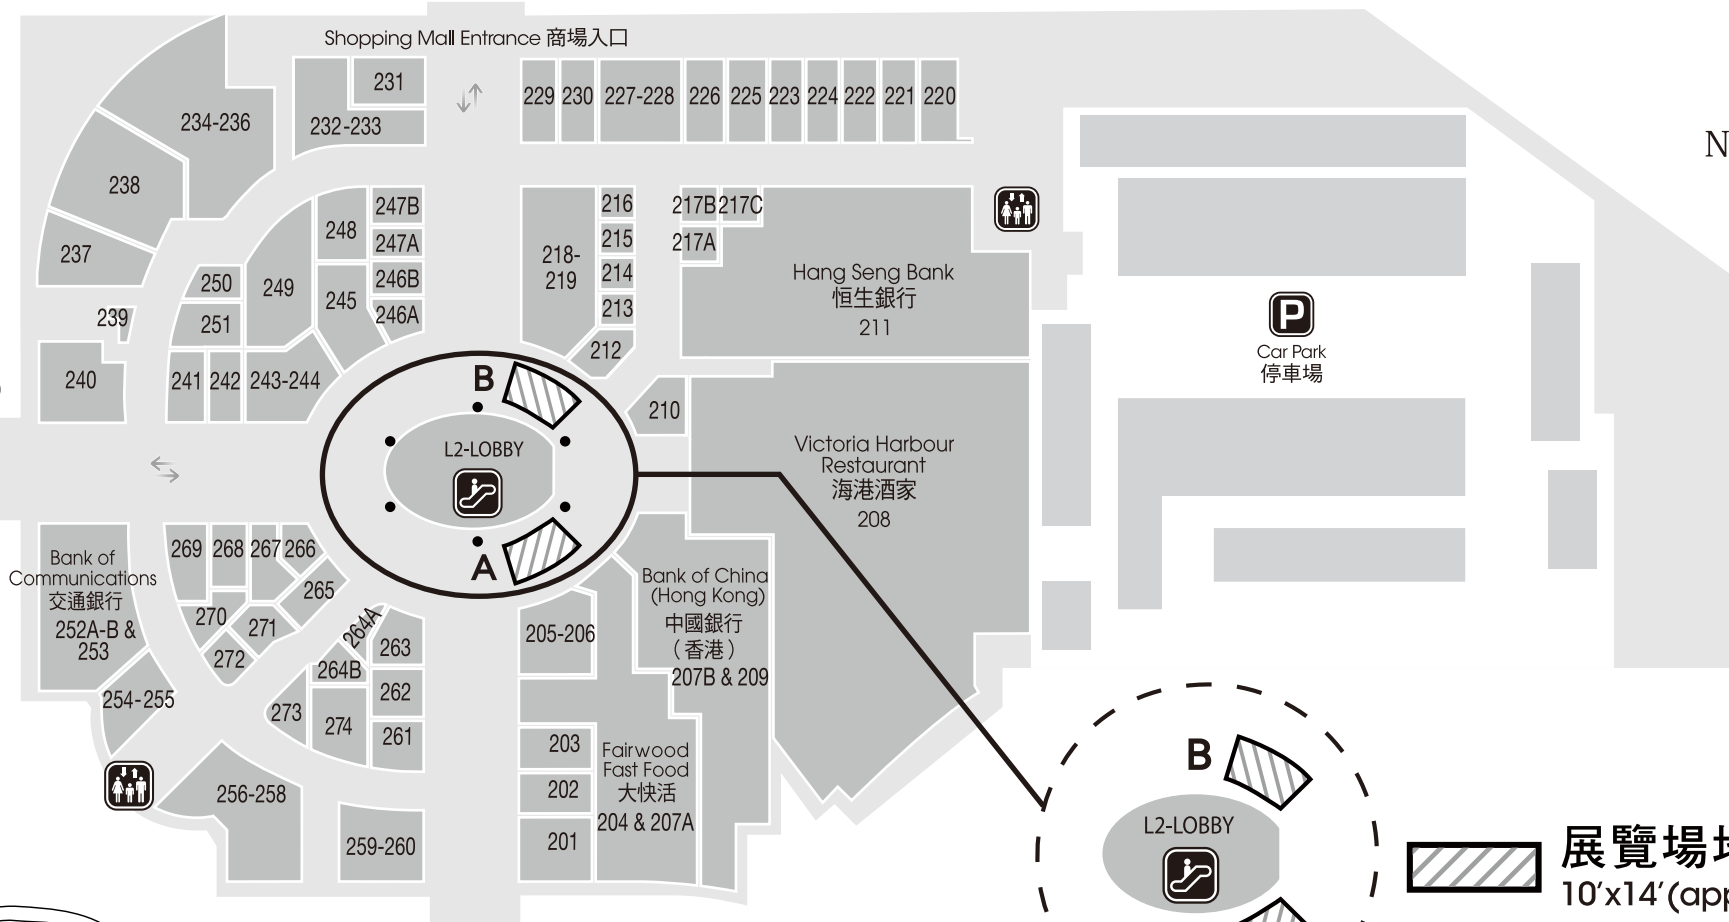 Shopping Mall Entrance 商場入口
231
232-233
234-236
238
237
229
230
227-228
226
225
223
224
222
221
220
N
247B
247A
246B
246A
248
245
249
250
251
239
240
241
242
243-244
218-
219
216
215
214
213
212
217B
217C
217A
Hang Seng Bank
恒生銀行
211
P
Car Park
停車場
210
Victoria Harbour
Restaurant
海港酒家
208
B
L2-LOBBY
A
Bank of
Communications
交通銀行
252A-B &
253
254-255
269
268
267
266
265
270
271
272
264A
264B
263
262
261
273
274
256-258
259-260
205-206
Bank of China
(Hong Kong)
中國銀行
（香港）
207B & 209
203
202
201
Fairwood
Fast Food
大快活
204 & 207A
B
L2-LOBBY
展覽場
10'x14'(app